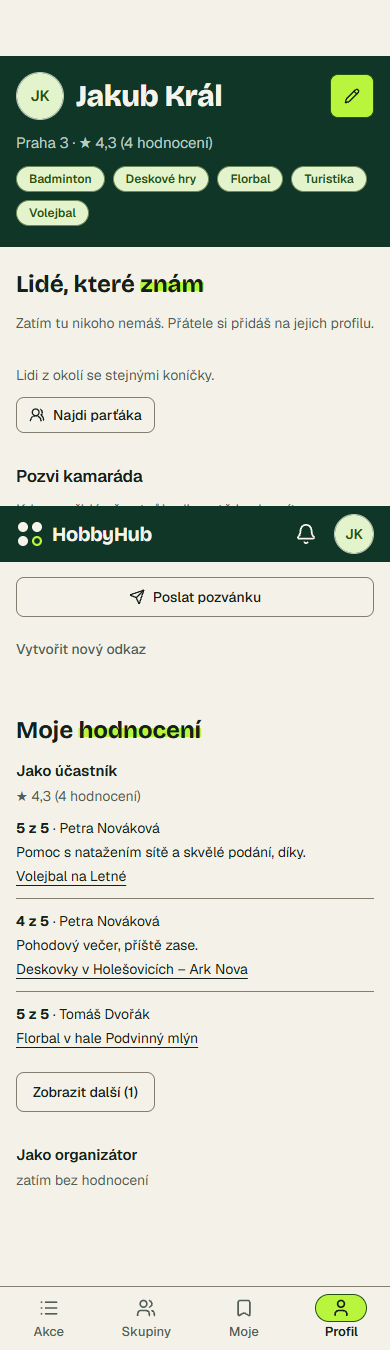 JK
Jakub Král
Praha 3 · ★ 4,3 (4 hodnocení)
Badminton
Deskové hry
Florbal
Turistika
Volejbal
Lidé, které znám
Zatím tu nikoho nemáš. Přátele si přidáš na jejich profilu.
Lidi z okolí se stejnými koníčky.
Najdi parťáka
Pozvi kamaráda
HobbyHub
JK
Poslat pozvánku
Vytvořit nový odkaz
Moje hodnocení
Jako účastník
★ 4,3 (4 hodnocení)
5 z 5 · Petra Nováková
Pomoc s natažením sítě a skvělé podání, díky.
Volejbal na Letné
4 z 5 · Petra Nováková
Pohodový večer, příště zase.
Deskovky v Holešovicích – Ark Nova
5 z 5 · Tomáš Dvořák
Florbal v hale Podvinný mlýn
Zobrazit další (1)
Jako organizátor
zatím bez hodnocení
Akce
Skupiny
Moje
Profil